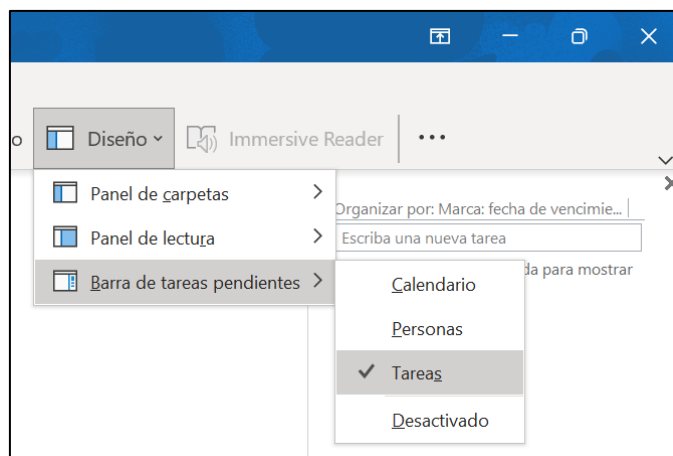 o
Diseño
Immersive Reader
Panel de carpetas
Organizar por: Marca: fecha de vencimie...
Panel de lectura
Escriba una nueva tarea
Barra de tareas pendientes
da para mostrar
Calendario
Personas
Tareas
Desactivado